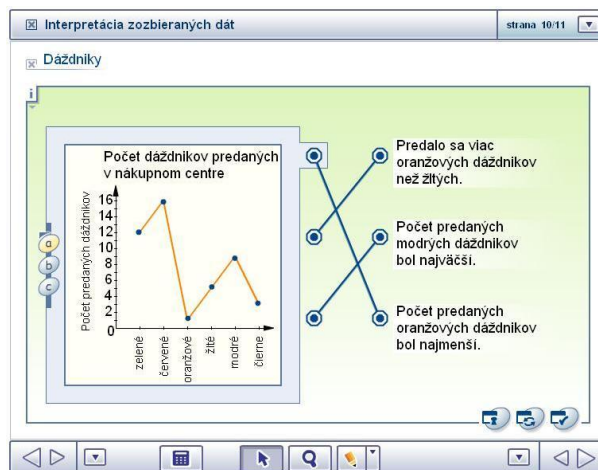 Interpretácia zozbieraných dát
strana 10/11
Dáždniky
i
a
b
c
Počet dáždnikov predaných
v nákupnom centre
Počet predaných dáždnikov
16
14
12
10
8
6
4
2
0
zelené
červené
oranžové
žlté
modré
čierne
Predalo sa viac
oranžových dáždnikov
než žltých.
Počet predaných
modrých dáždnikov
bol najväčší.
Počet predaných
oranžových dáždnikov
bol najmenší.